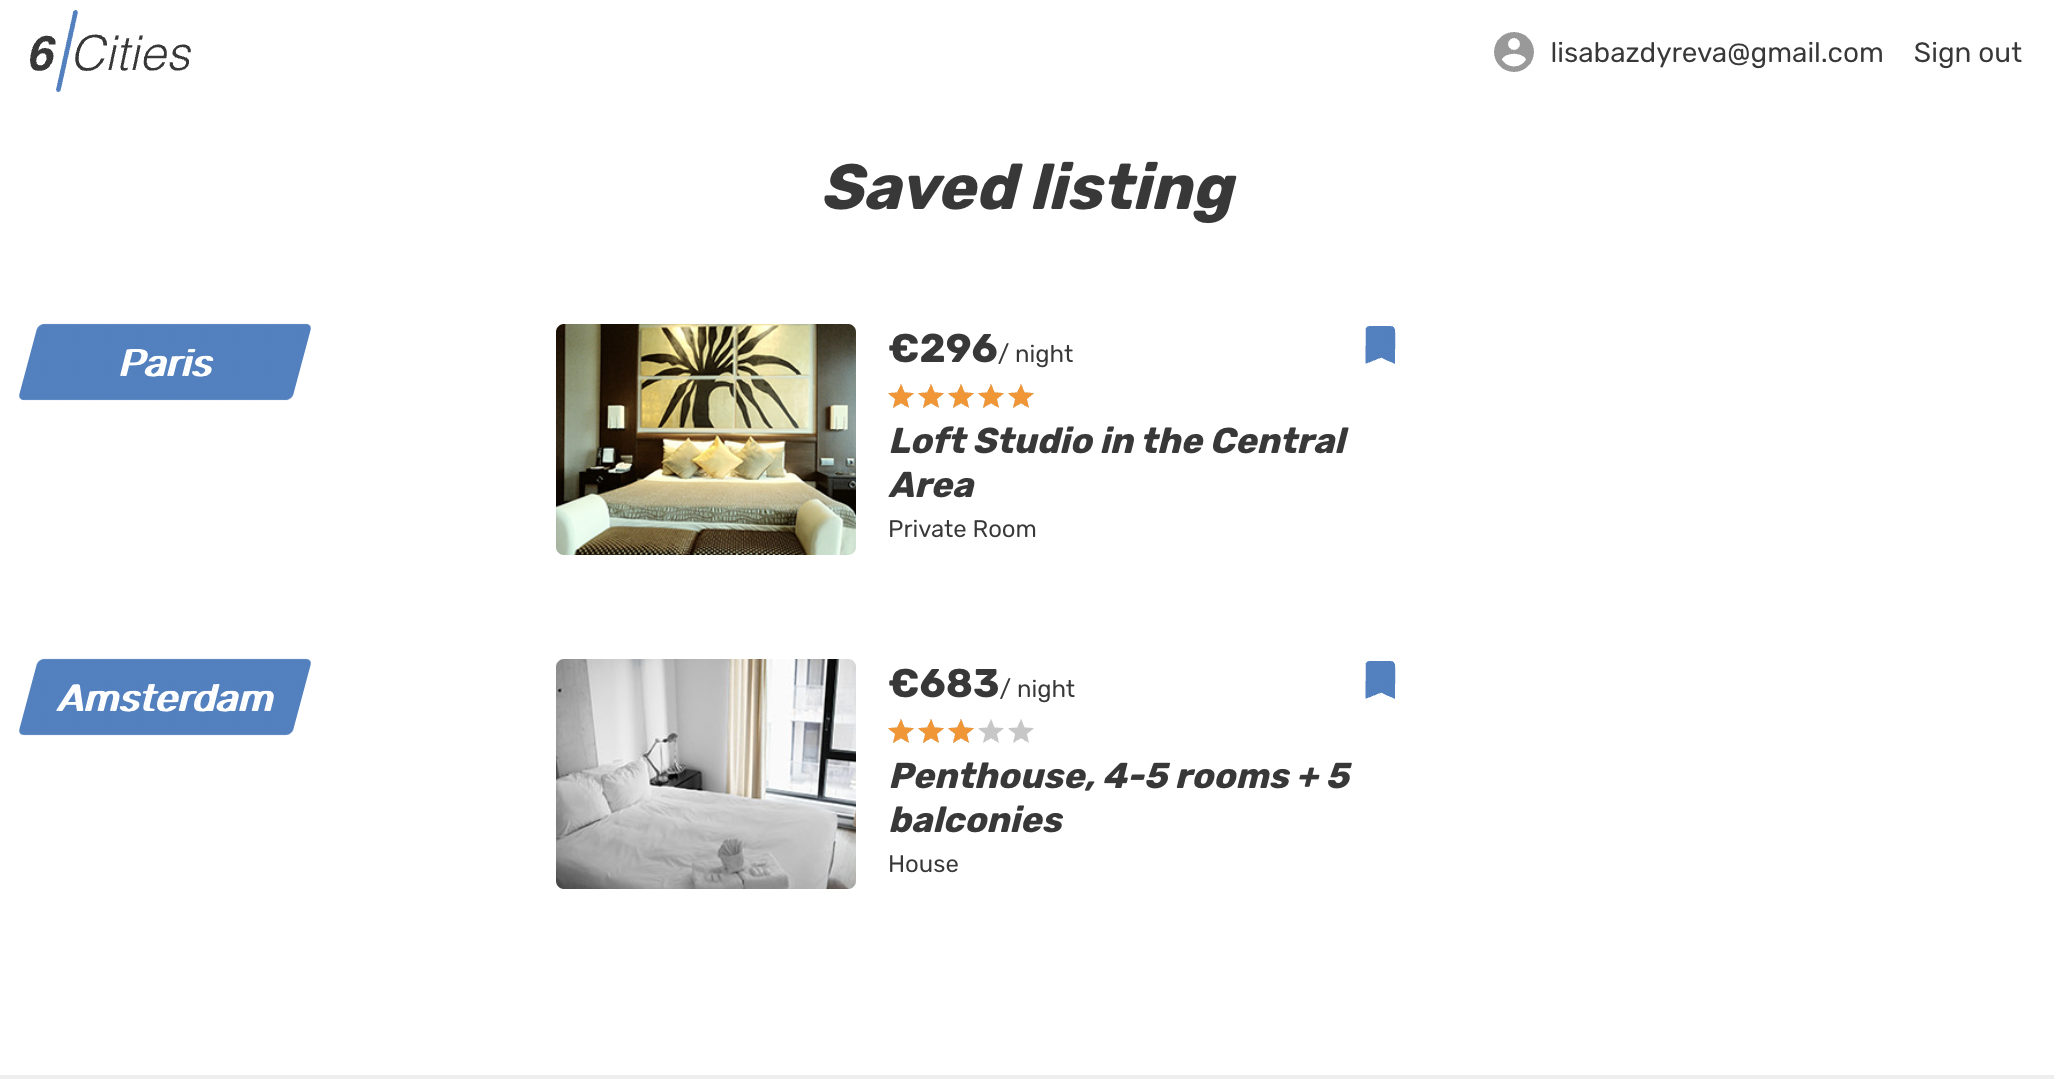 6 Cities
lisabazdyreva@gmail.com Sign out
Saved listing
Paris
€296/ night
Loft Studio in the Central
Area
Private Room
Amsterdam
€683/ night
Penthouse, 4-5 rooms + 5
balconies
House